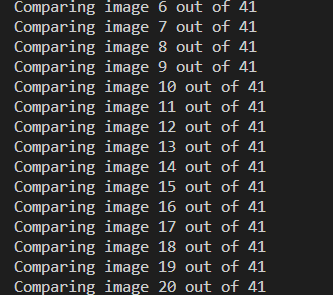 Comparing image 6 out of 41
Comparing image 7 out of 41
Comparing image 8 out of 41
Comparing image 9 out of 41
Comparing image 10 out of 41
Comparing image 11 out of 41
Comparing image 12 out of 41
Comparing image 13 out of 41
Comparing image 14 out of 41
Comparing image 15 out of 41
Comparing image 16 out of 41
Comparing image 17 out of 41
Comparing image 18 out of 41
Comparing image 19 out of 41
Comparing image 20 out of 41